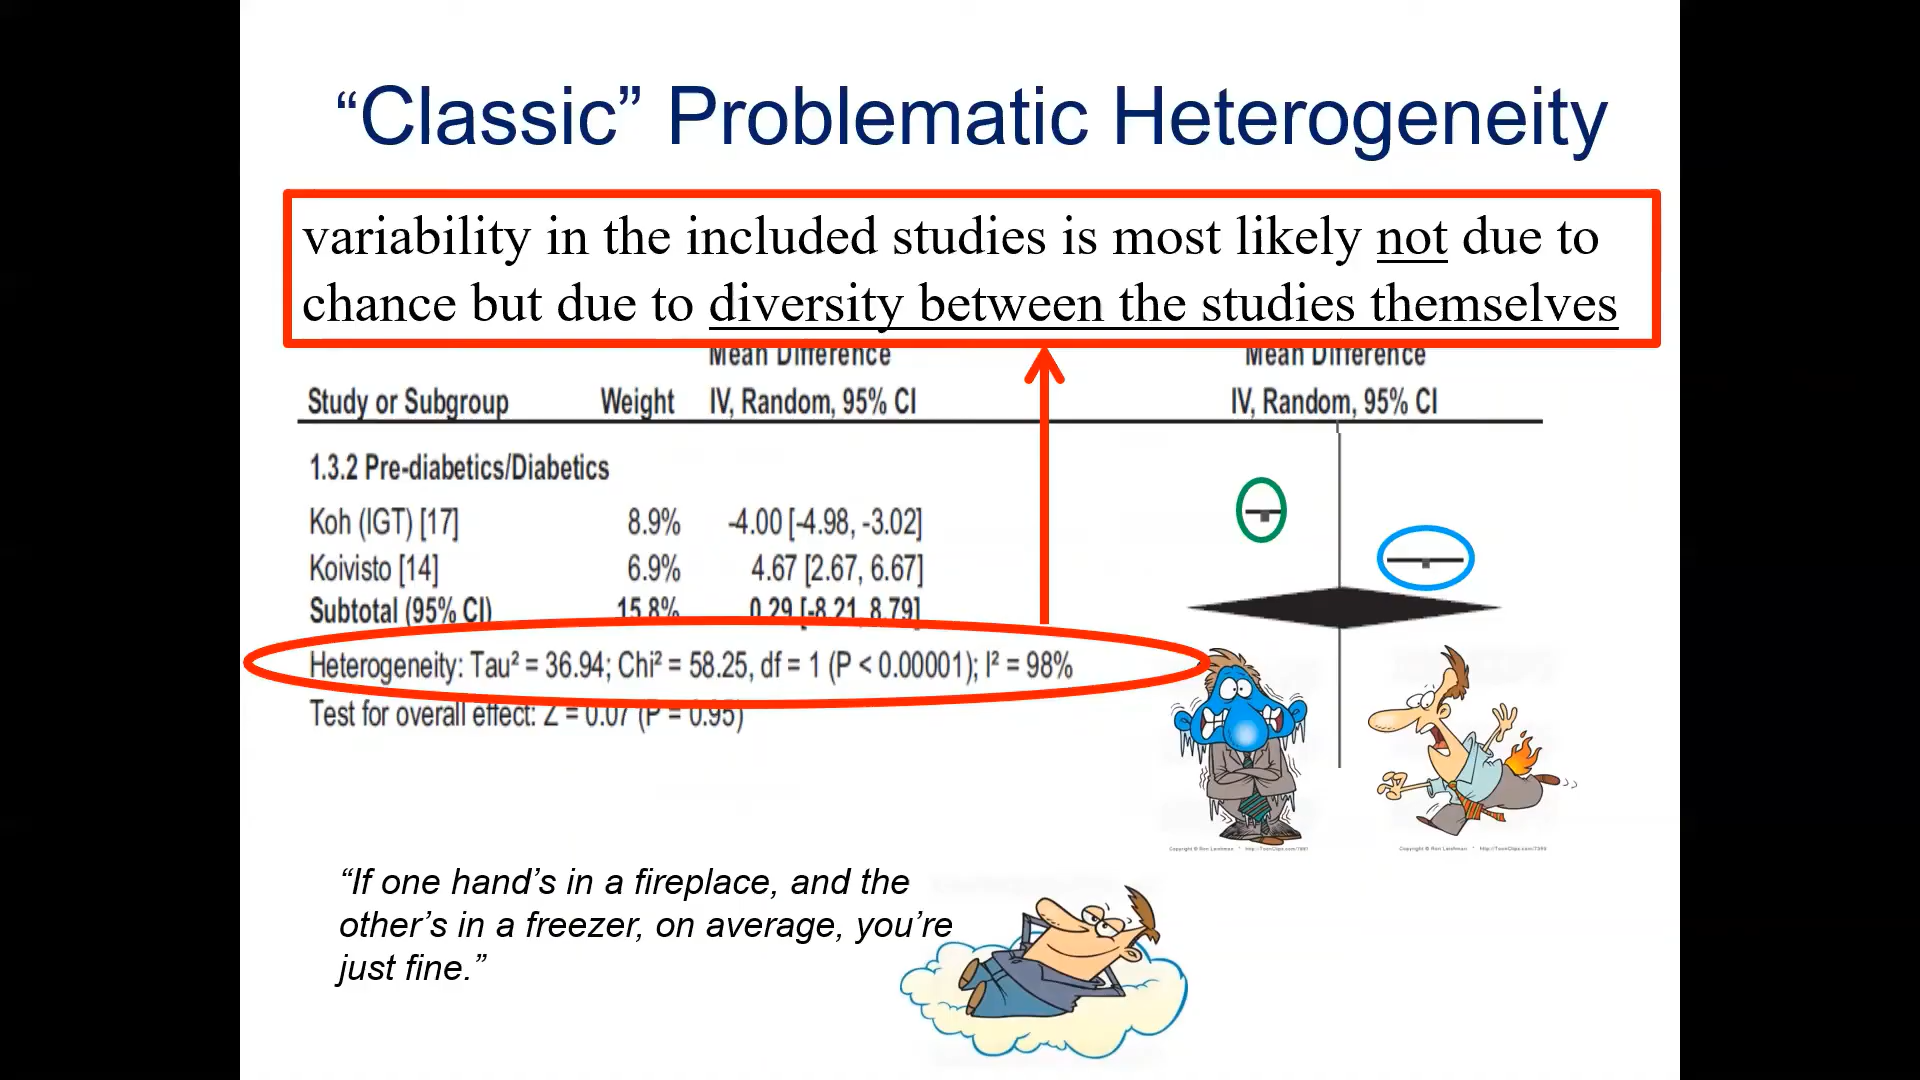 “Classic” Problematic Heterogeneity
variability in the included studies is most likely not due to
chance but due to diversity between the studies themselves
Mean Difference Mean Difference
Study or Subgroup Weight IV, Random, 95% CI IV, Random, 95% CI
1.3.2 Pre-diabetics/Diabetics
Koh (IGT) [17] 8.9% -4.00 [-4.98, -3.02]
Koivisto [14] 6.9% 4.67 [2.67, 6.67]
Subtotal (95% CI) 15.8% 0.29 [-8.21, 8.79]
Heterogeneity: Tau² = 36.94; Chi² = 58.25, df = 1 (P < 0.00001); I² = 98%
Test for overall effect: Z = 0.07 (P = 0.95)
“If one hand’s in a fireplace, and the
other’s in a freezer, on average, you’re
just fine.”